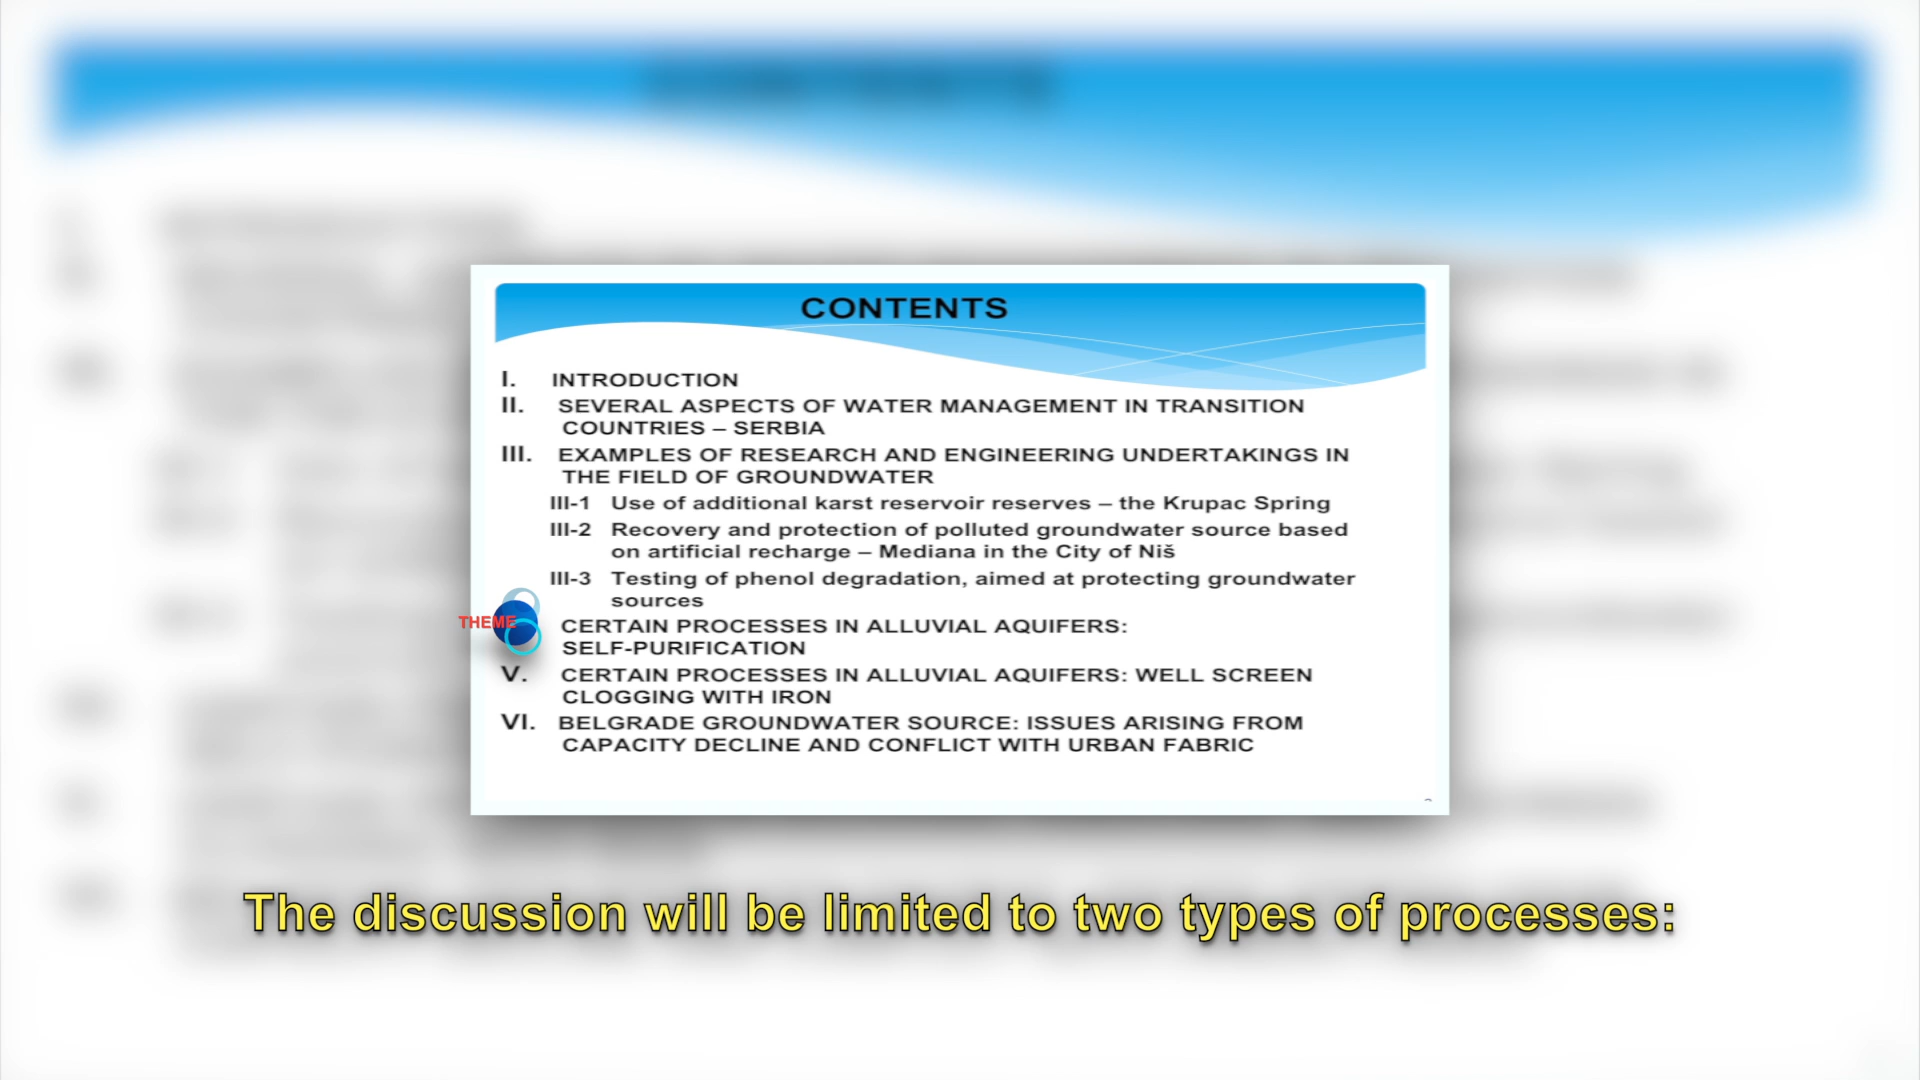 CONTENTS
I. INTRODUCTION
II. SEVERAL ASPECTS OF WATER MANAGEMENT IN TRANSITION
COUNTRIES – SERBIA
III. EXAMPLES OF RESEARCH AND ENGINEERING UNDERTAKINGS IN
THE FIELD OF GROUNDWATER
III-1 Use of additional karst reservoir reserves – the Krupac Spring
III-2 Recovery and protection of polluted groundwater source based
on artificial recharge – Mediana in the City of Niš
III-3 Testing of phenol degradation, aimed at protecting groundwater
sources
THEME
CERTAIN PROCESSES IN ALLUVIAL AQUIFERS:
SELF-PURIFICATION
V. CERTAIN PROCESSES IN ALLUVIAL AQUIFERS: WELL SCREEN
CLOGGING WITH IRON
VI. BELGRADE GROUNDWATER SOURCE: ISSUES ARISING FROM
CAPACITY DECLINE AND CONFLICT WITH URBAN FABRIC
The discussion will be limited to two types of processes: